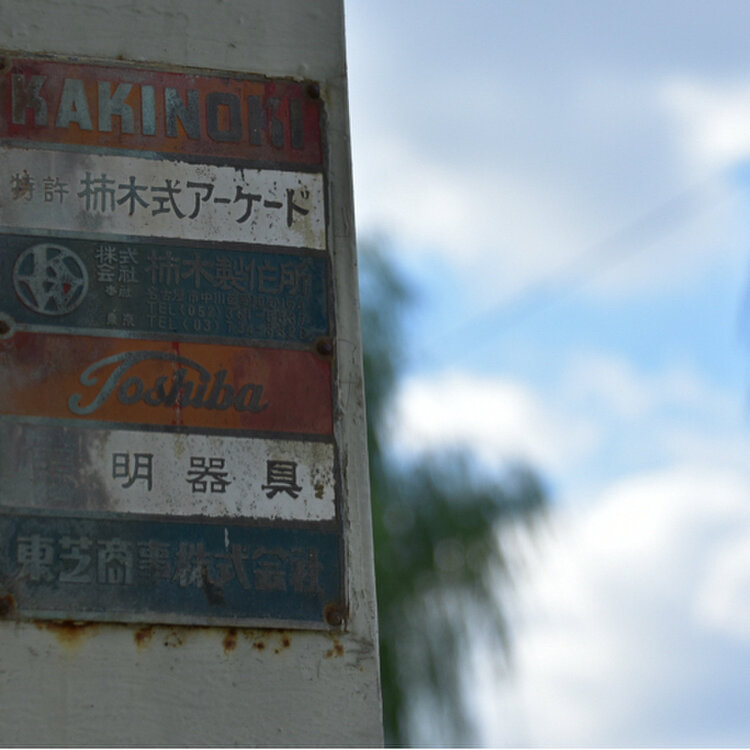 KAKINOKI
特許 柿木式アーケード
株式会社 柿木製作所
Toshiba
明器具
東芝商事株式会社